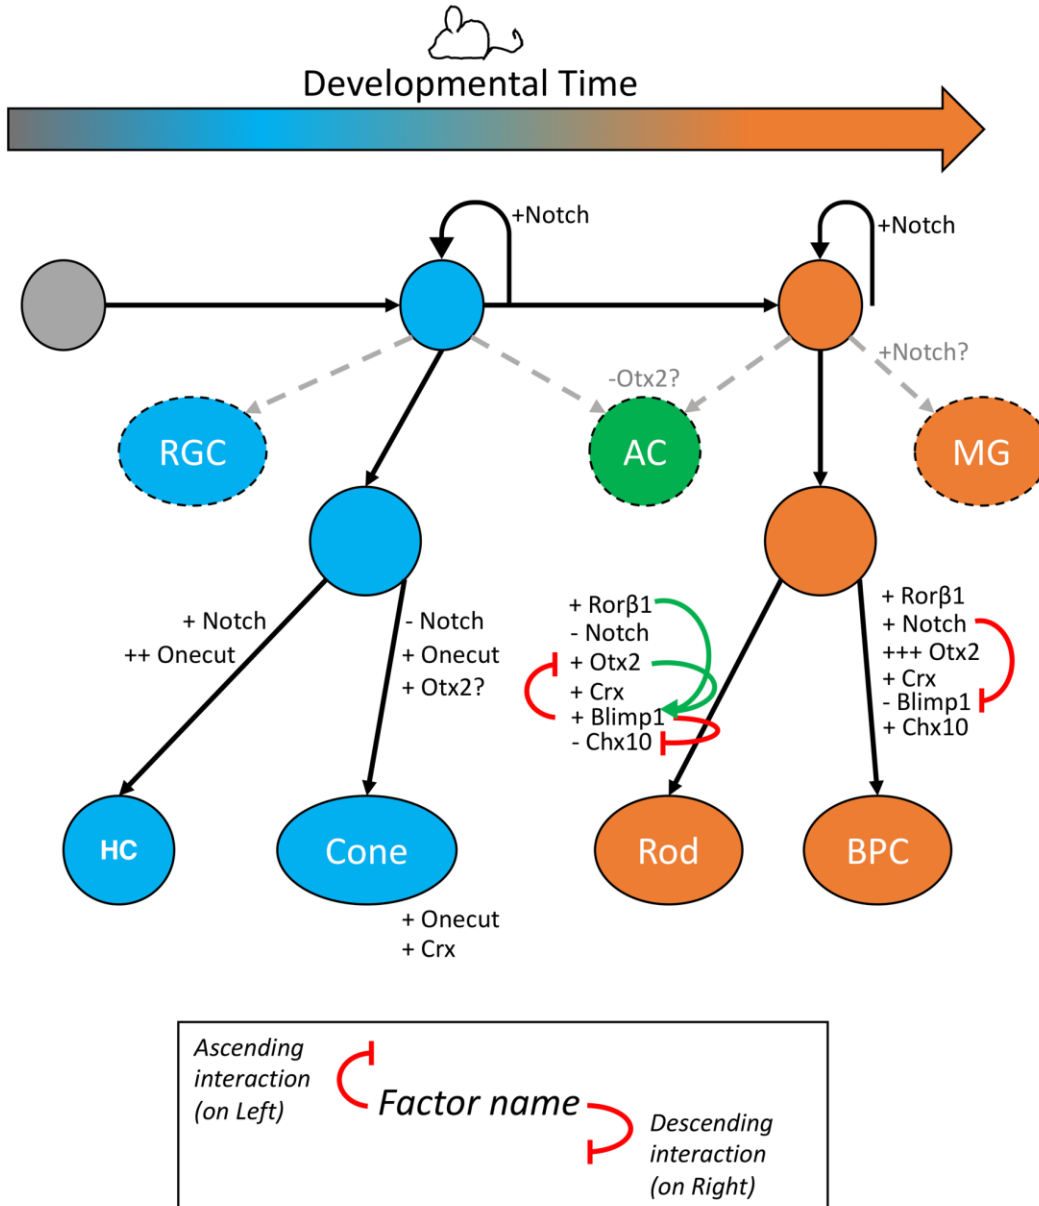 Developmental Time
+Notch
+Notch
+Notch?
-Otx2?
RGC
AC
MG
+ Notch
++ Onecut
- Notch
+ Onecut
+ Otx2?
+ Rorβ1
- Notch
+ Otx2
+ Crx
+ Blimp1
- Chx10
+ Rorβ1
+ Notch
+++ Otx2
+ Crx
- Blimp1
+ Chx10
HC
Cone
Rod
BPC
+ Onecut
+ Crx
Ascending
interaction
(on Left)
Factor name
Descending
interaction
(on Right)